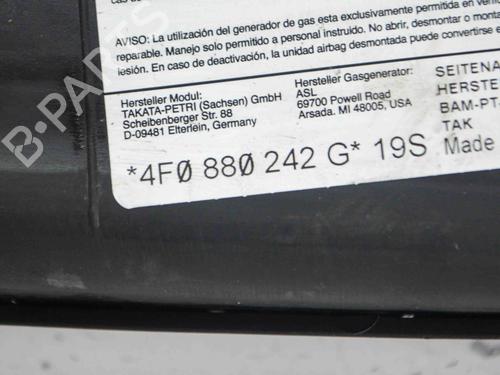 AVISO: La utilización del generador de gas esta exclusivamente permitida en
reparable. Manejo solo permitido a personal instruido. No abrir, desmontar o
lesión. En caso de deactivación, la unidad airbag desmontada puede convertirse
Hersteller Modul:
TAKATA-PETRI (Sachsen) GmbH
Scheibenberger Str. 88
D-09481 Elterlein, Germany
Hersteller Gasgenerator:
ASL
69700 Powell Road
Arsada. MI 48005, USA
SEITENA
HERSTE
BAM-PT
TAK
Made
*4F0 880 242 G* 19S